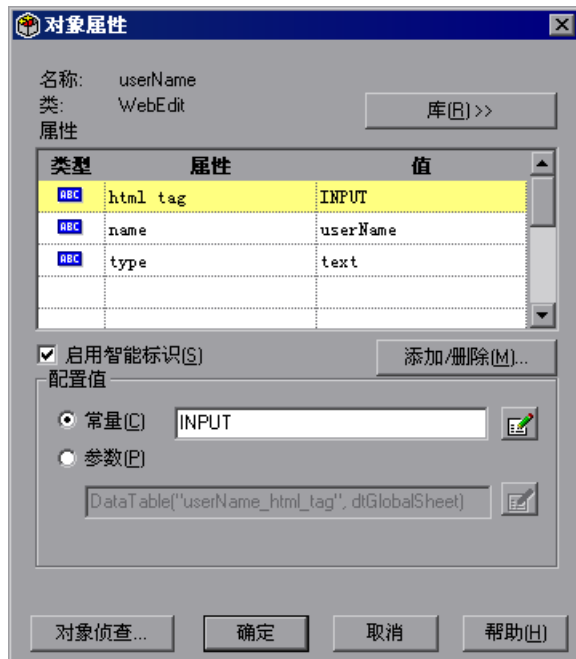 对象属性
名称: userName
类: WebEdit
库(R) >>
属性
类型 属性 值
ABC html tag INPUT
ABC name userName
ABC type text
启用智能标识(S)
添加/删除(M)...
配置值
常量(C) INPUT
参数(P)
DataTable("userName_html_tag", dtGlobalSheet)
对象侦查... 确定 取消 帮助(H)